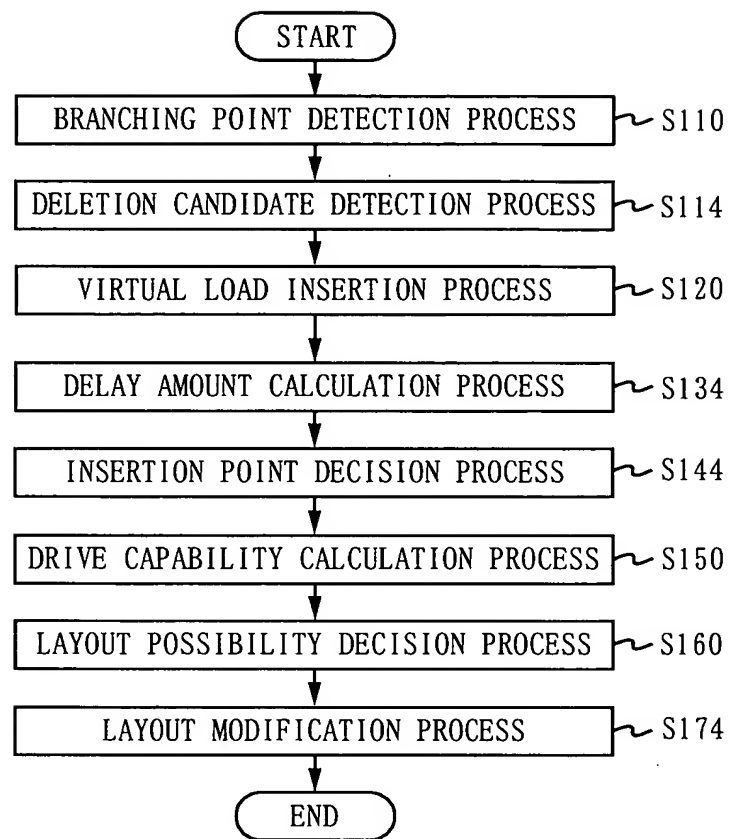 START
BRANCHING POINT DETECTION PROCESS S110
DELETION CANDIDATE DETECTION PROCESS S114
VIRTUAL LOAD INSERTION PROCESS S120
DELAY AMOUNT CALCULATION PROCESS S134
INSERTION POINT DECISION PROCESS S144
DRIVE CAPABILITY CALCULATION PROCESS S150
LAYOUT POSSIBILITY DECISION PROCESS S160
LAYOUT MODIFICATION PROCESS S174
END